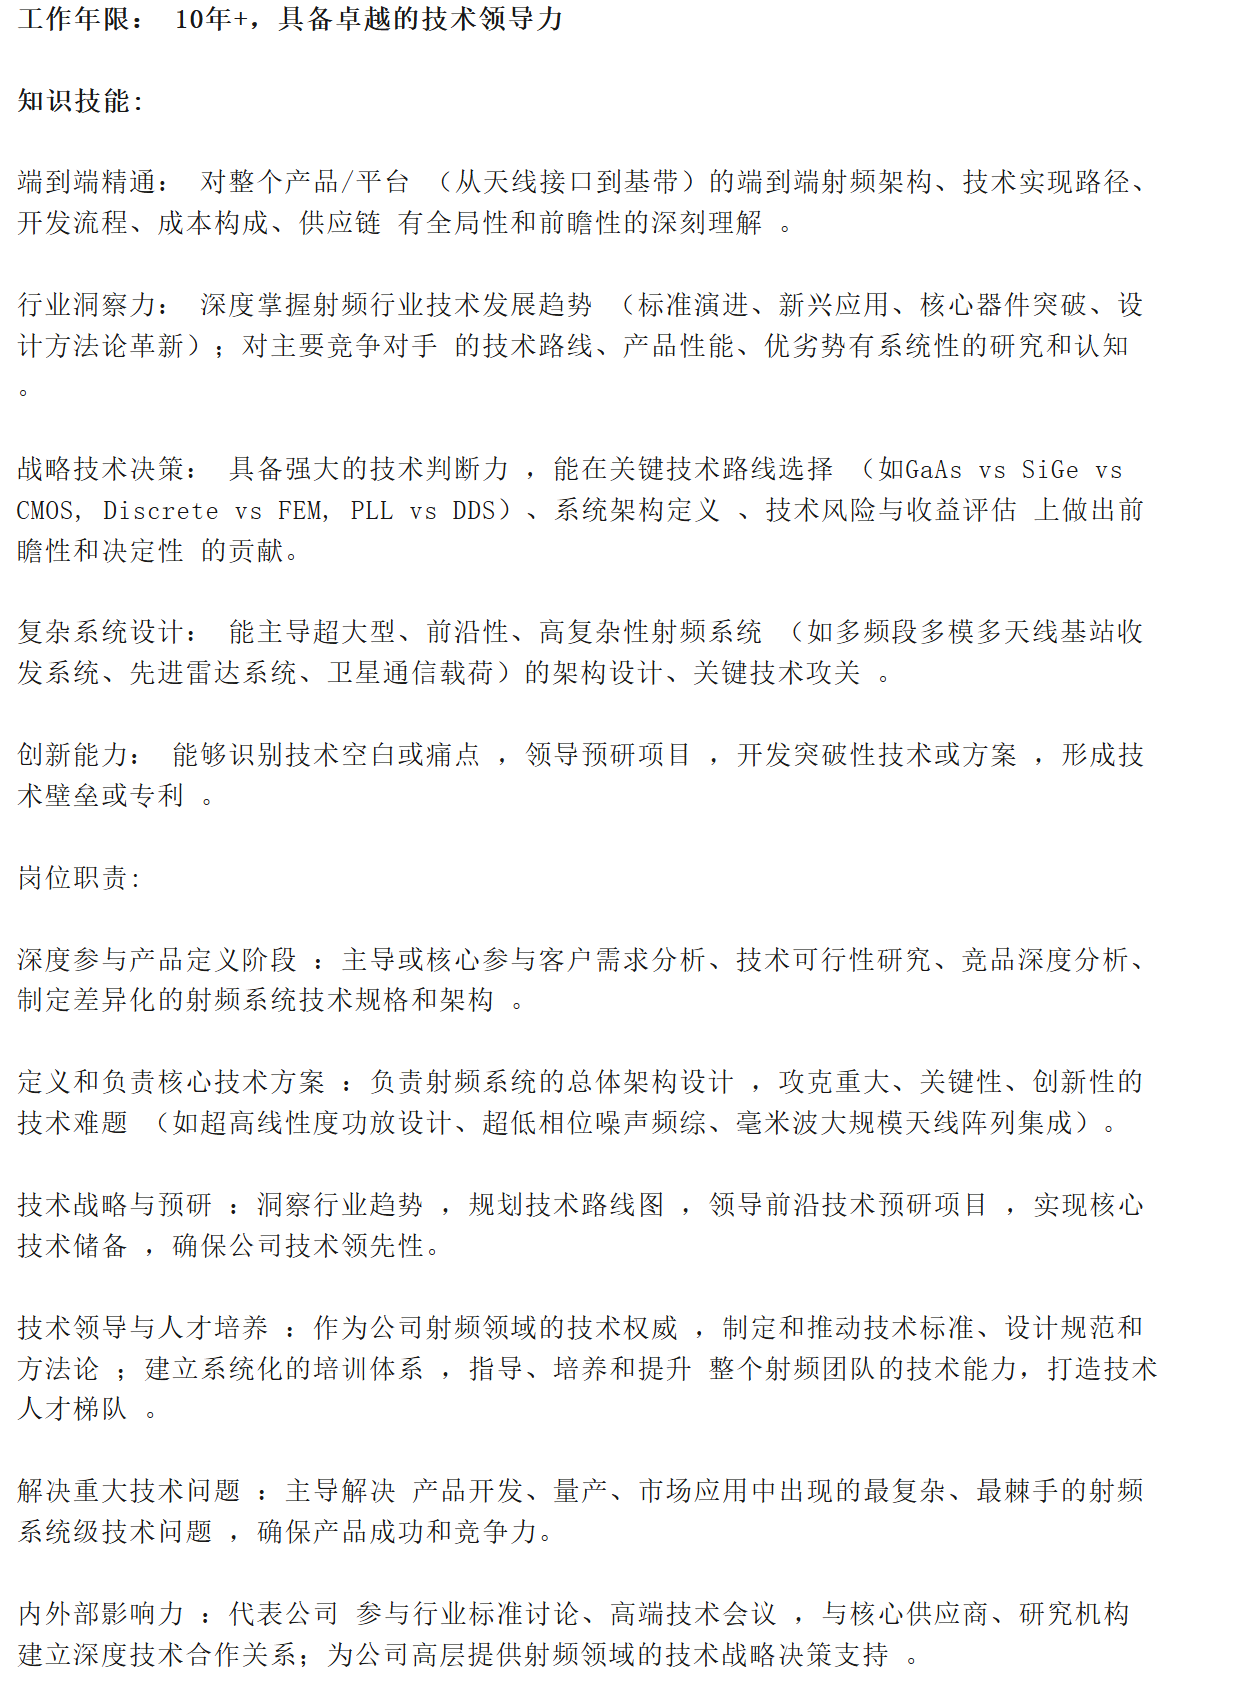 工作年限： 10年+，具备卓越的技术领导力
知识技能:
端到端精通： 对整个产品/平台 （从天线接口到基带）的端到端射频架构、技术实现路径、
开发流程、成本构成、供应链 有全局性和前瞻性的深刻理解 。
行业洞察力： 深度掌握射频行业技术发展趋势 （标准演进、新兴应用、核心器件突破、设
计方法论革新）；对主要竞争对手 的技术路线、产品性能、优劣势有系统性的研究和认知
。
战略技术决策： 具备强大的技术判断力 ，能在关键技术路线选择 （如GaAs vs SiGe vs
CMOS, Discrete vs FEM, PLL vs DDS）、系统架构定义 、技术风险与收益评估 上做出前
瞻性和决定性 的贡献。
复杂系统设计： 能主导超大型、前沿性、高复杂性射频系统 （如多频段多模多天线基站收
发系统、先进雷达系统、卫星通信载荷）的架构设计、关键技术攻关 。
创新能力： 能够识别技术空白或痛点 ，领导预研项目 ，开发突破性技术或方案 ，形成技
术壁垒或专利 。
岗位职责:
深度参与产品定义阶段 ：主导或核心参与客户需求分析、技术可行性研究、竞品深度分析、
制定差异化的射频系统技术规格和架构 。
定义和负责核心技术方案 ：负责射频系统的总体架构设计 ，攻克重大、关键性、创新性的
技术难题 （如超高线性度功放设计、超低相位噪声频综、毫米波大规模天线阵列集成）。
技术战略与预研 ：洞察行业趋势 ，规划技术路线图 ，领导前沿技术预研项目 ，实现核心
技术储备 ，确保公司技术领先性。
技术领导与人才培养 ：作为公司射频领域的技术权威 ，制定和推动技术标准、设计规范和
方法论 ；建立系统化的培训体系 ，指导、培养和提升 整个射频团队的技术能力，打造技术
人才梯队 。
解决重大技术问题 ：主导解决 产品开发、量产、市场应用中出现的最复杂、最棘手的射频
系统级技术问题 ，确保产品成功和竞争力。
内外部影响力 ：代表公司 参与行业标准讨论、高端技术会议 ，与核心供应商、研究机构
建立深度技术合作关系；为公司高层提供射频领域的技术战略决策支持 。